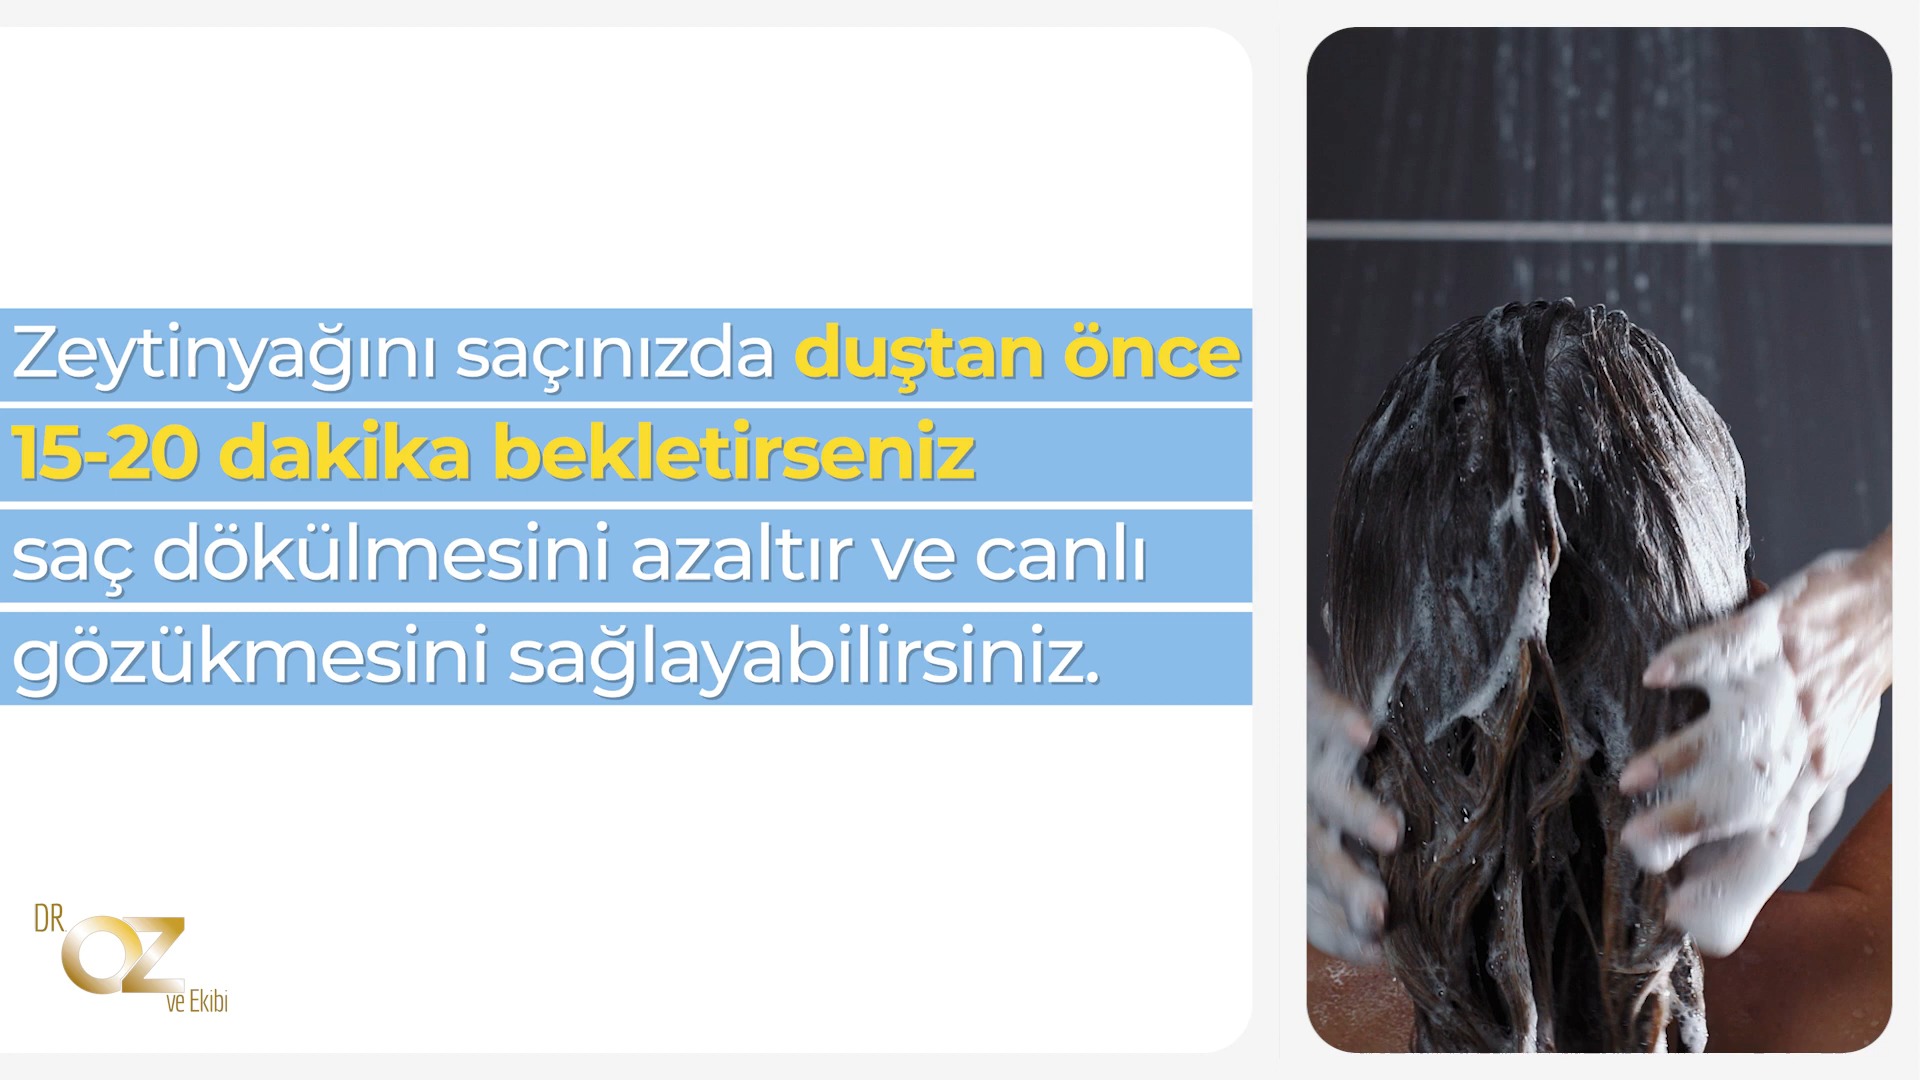 Zeytinyağını saçınızda duştan önce
15-20 dakika bekletirseniz
saç dökülmesini azaltır ve canlı
gözükmesini sağlayabilirsiniz.
DR.
OZ
ve Ekibi